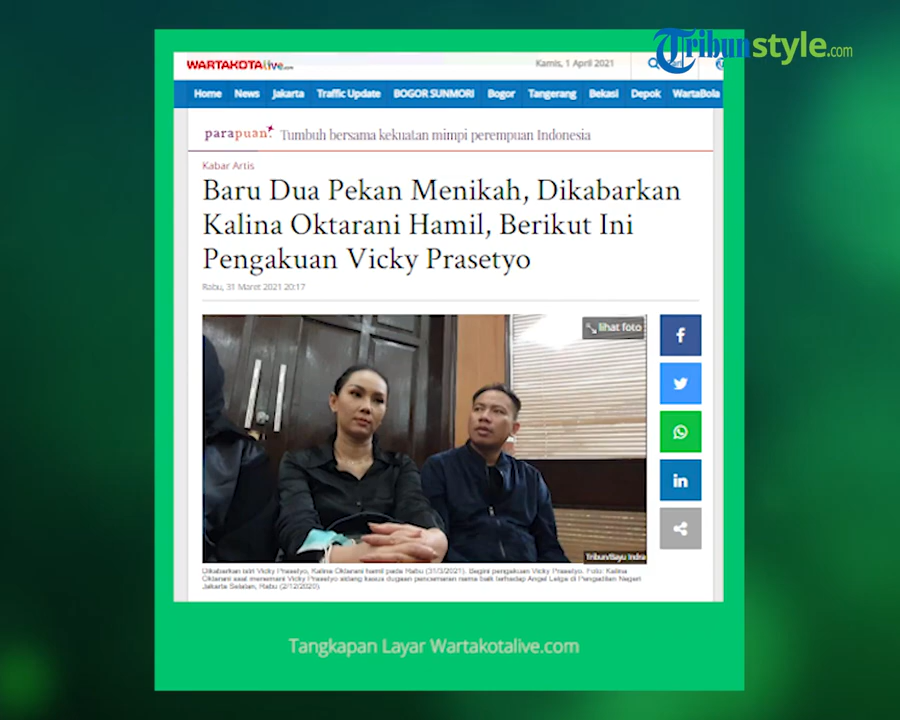 Tribunstyle.com
WARTAKOTAlive.com
Kamis, 1 April 2021
Home News Jakarta Traffic Update BOGOR SUNMORI Bogor Tangerang Bekasi Depok WartaBola
parapuan. Tumbuh bersama kekuatan mimpi perempuan Indonesia
Kabar Artis
Baru Dua Pekan Menikah, Dikabarkan
Kalina Oktarani Hamil, Berikut Ini
Pengakuan Vicky Prasetyo
Rabu, 31 Maret 2021 20:17
lihat foto
Tribun/Bayu Indra
Dikabarkan istri Vicky Prasetyo, Kalina Oktarani hamil pada Rabu (31/3/2021). Begini pengakuan Vicky Prasetyo. Foto: Kalina
Oktarani saat menemani Vicky Prasetyo sidang kasus dugaan pencemaran nama baik terhadap Angel Lelga di Pengadilan Negeri
Jakarta Selatan, Rabu (2/12/2020).
Tangkapan Layar Wartakotalive.com